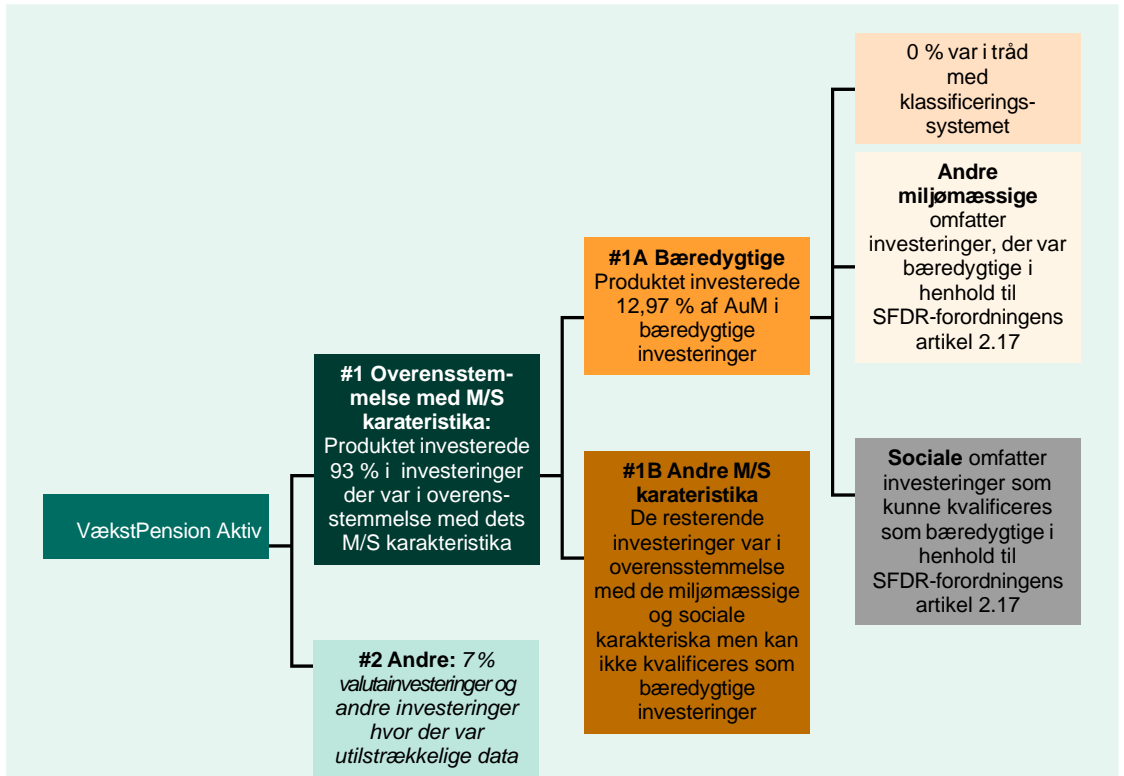 VækstPension Aktiv
#1 Overensstem-
melse med M/S
karateristika:
Produktet investerede
93 % i investeringer
der var i overens-
stemmelse med dets
M/S karakteristika
#2 Andre: 7 %
valutainvesteringer og
andre investeringer
hvor der var
utilstrækkelige data
#1A Bæredygtige
Produktet investerede
12,97 % af AuM i
bæredygtige
investeringer
#1B Andre M/S
karateristika
De resterende
investeringer var i
overensstemmelse
med de miljømæssige
og sociale
karakteriska men kan
ikke kvalificeres som
bæredygtige
investeringer
0 % var i tråd
med
klassificerings-
systemet
Andre
miljømæssige
omfatter
investeringer, der var
bæredygtige i
henhold til
SFDR-forordningens
artikel 2.17
Sociale omfatter
investeringer som
kunne kvalificeres
som bæredygtige i
henhold til
SFDR-forordningens
artikel 2.17